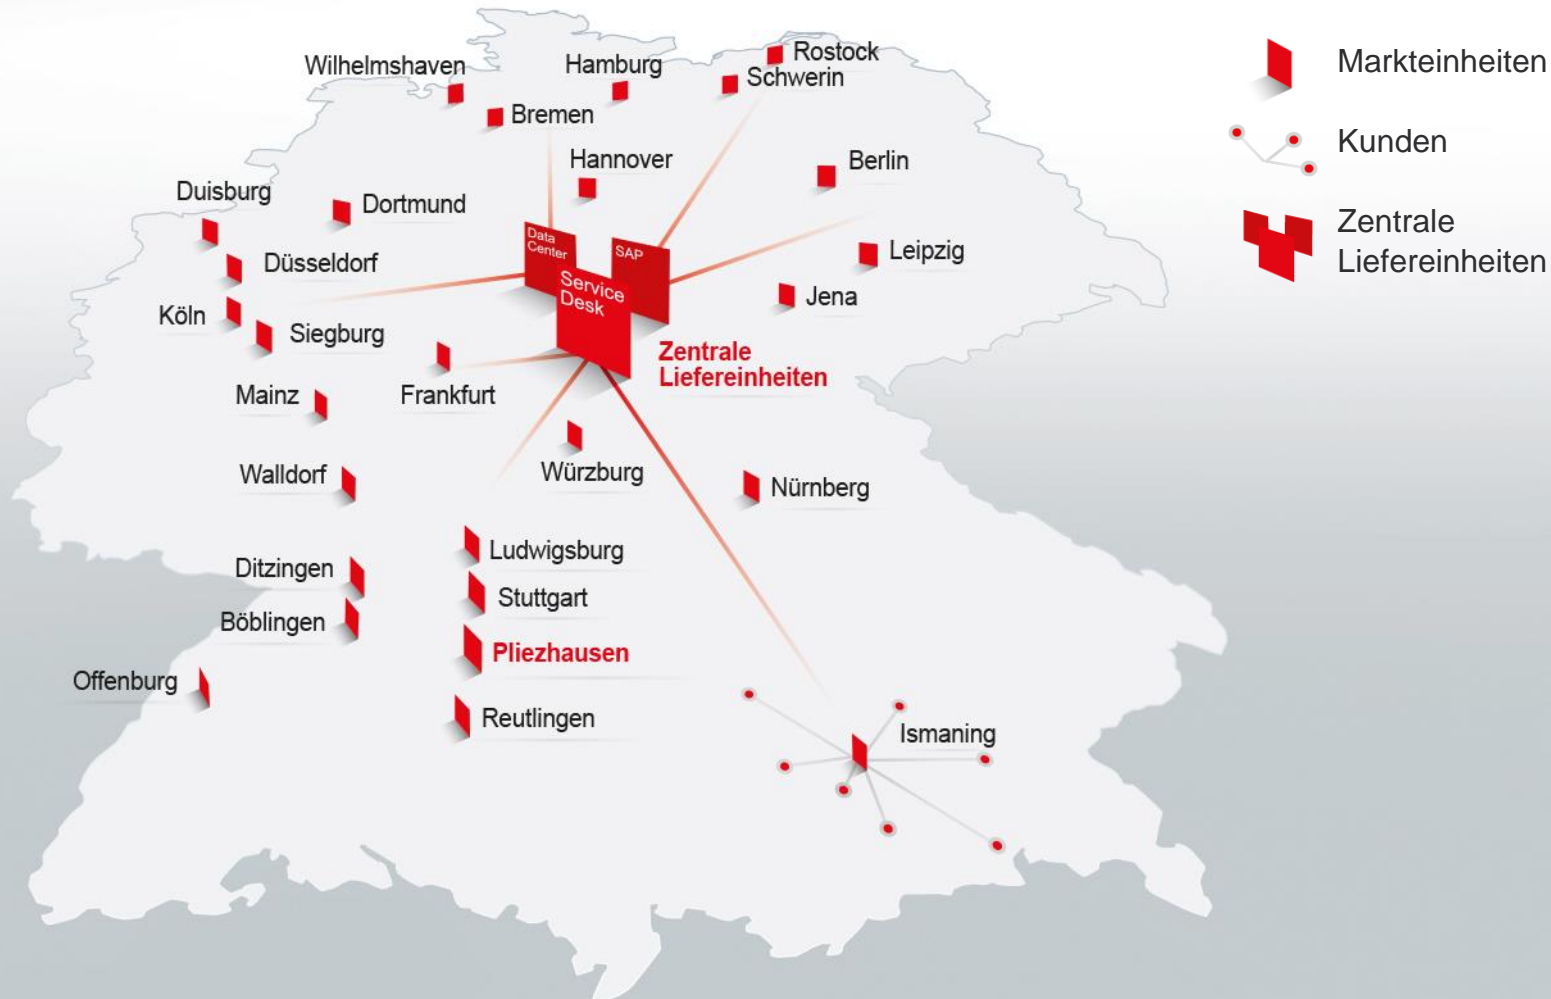 Wilhelmshaven
Hamburg
Rostock
Schwerin
Bremen
Hannover
Berlin
Duisburg
Dortmund
Data
Center
SAP
Leipzig
Düsseldorf
Service
Desk
Jena
Köln
Siegburg
Zentrale
Liefereinheiten
Mainz
Frankfurt
Walldorf
Würzburg
Nürnberg
Ludwigsburg
Ditzingen
Stuttgart
Böblingen
Pliezhausen
Offenburg
Reutlingen
Ismaning
Markteinheiten
Kunden
Zentrale
Liefereinheiten